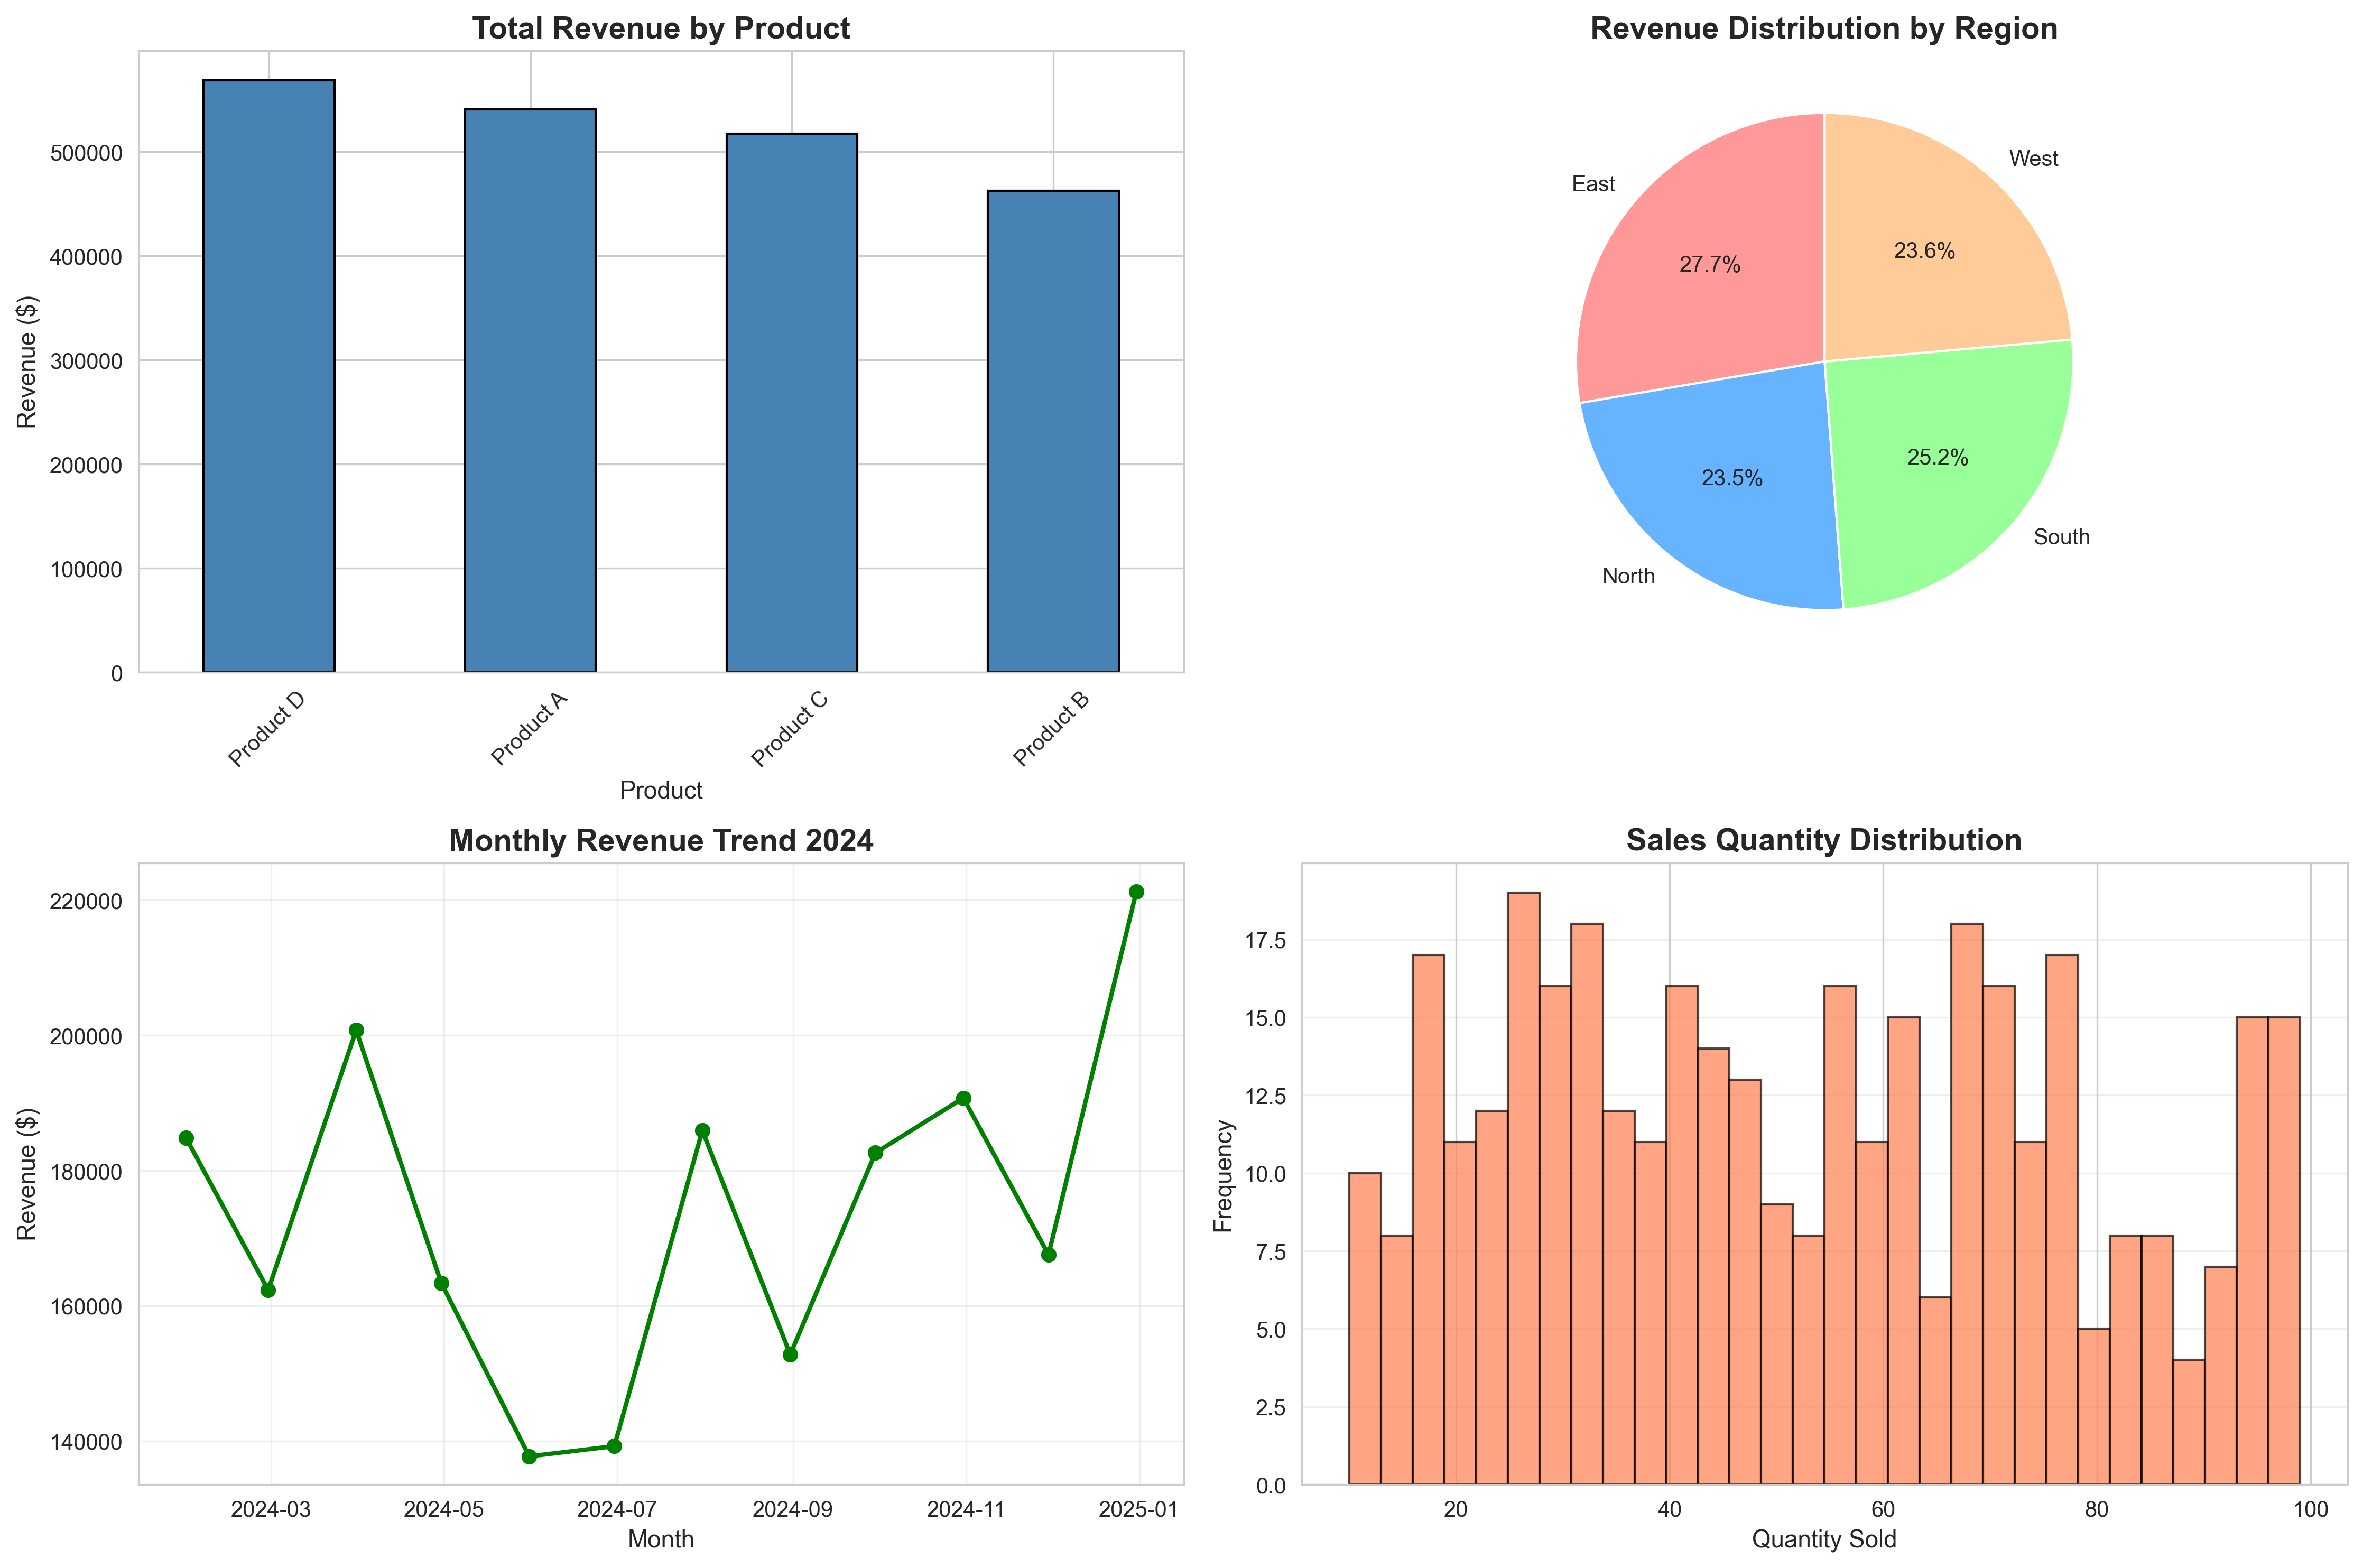 Total Revenue by Product
Revenue ($)
500000
400000
300000
200000
100000
0
Product D
Product A
Product C
Product B
Product
Revenue Distribution by Region
East
27.7%
West
23.6%
North
23.5%
South
25.2%
Monthly Revenue Trend 2024
Revenue ($)
220000
200000
180000
160000
140000
2024-03
2024-05
2024-07
2024-09
2024-11
2025-01
Month
Sales Quantity Distribution
Frequency
17.5
15.0
12.5
10.0
7.5
5.0
2.5
0.0
20
40
60
80
100
Quantity Sold